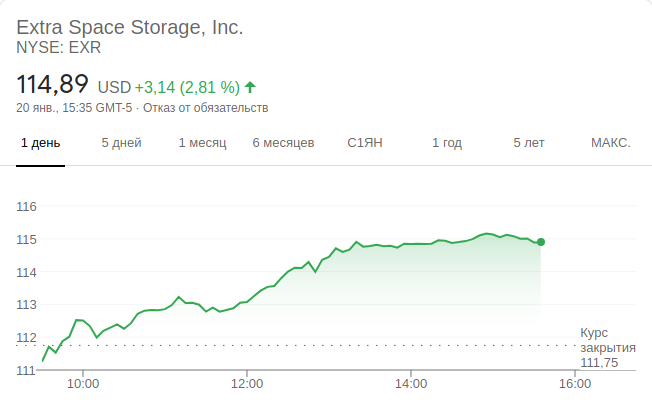 Extra Space Storage, Inc.
NYSE: EXR
114,89 USD +3,14 (2,81 %)
20 янв., 15:35 GMT-5 · Отказ от обязательств
1 день 5 дней 1 месяц 6 месяцев С1ЯН 1 год 5 лет МАКС.
116
115
114
113
112
111
Курс
закрытия
111,75
10:00 12:00 14:00 16:00